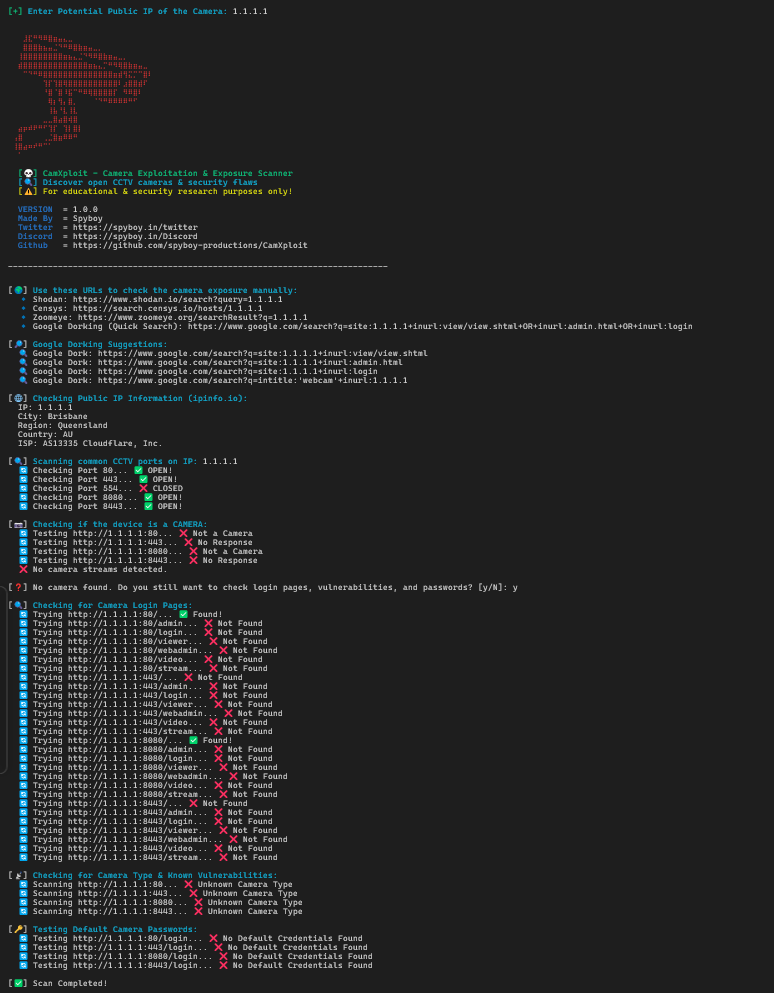 [+] Enter Potential Public IP of the Camera: 1.1.1.1
[💀] CamXploit - Camera Exploitation & Exposure Scanner
[🔍] Discover open CCTV cameras & security flaws
[⚠️] For educational & security research purposes only!
VERSION = 1.0.0
Made By = Spyboy
Twitter = https://spyboy.in/twitter
Discord = https://spyboy.in/Discord
Github = https://github.com/spyboy-productions/CamXploit
[🌍] Use these URLs to check the camera exposure manually:
🔹 Shodan: https://www.shodan.io/search?query=1.1.1.1
🔹 Censys: https://search.censys.io/hosts/1.1.1.1
🔹 Zoomeye: https://www.zoomeye.org/searchResult?q=1.1.1.1
🔹 Google Dorking (Quick Search): https://www.google.com/search?q=site:1.1.1.1+inurl:view/view.shtml+OR+inurl:admin.html+OR+inurl:login
[🔎] Google Dorking Suggestions:
🔍 Google Dork: https://www.google.com/search?q=site:1.1.1.1+inurl:view/view.shtml
🔍 Google Dork: https://www.google.com/search?q=site:1.1.1.1+inurl:admin.html
🔍 Google Dork: https://www.google.com/search?q=site:1.1.1.1+inurl:login
🔍 Google Dork: https://www.google.com/search?q=intitle:'webcam'+inurl:1.1.1.1
[🌐] Checking Public IP Information (ipinfo.io):
IP: 1.1.1.1
City: Brisbane
Region: Queensland
Country: AU
ISP: AS13335 Cloudflare, Inc.
[🔍] Scanning common CCTV ports on IP: 1.1.1.1
🔄 Checking Port 80... ✅ OPEN!
🔄 Checking Port 443... ✅ OPEN!
🔄 Checking Port 554... ❌ CLOSED
🔄 Checking Port 8080... ✅ OPEN!
🔄 Checking Port 8443... ✅ OPEN!
[📷] Checking if the device is a CAMERA:
🔄 Testing http://1.1.1.1:80... ❌ Not a Camera
🔄 Testing http://1.1.1.1:443... ❌ No Response
🔄 Testing http://1.1.1.1:8080... ❌ Not a Camera
🔄 Testing http://1.1.1.1:8443... ❌ No Response
❌ No camera streams detected.
[❓] No camera found. Do you still want to check login pages, vulnerabilities, and passwords? [y/N]: y
[🔍] Checking for Camera Login Pages:
🔄 Trying http://1.1.1.1:80/... ✅ Found!
🔄 Trying http://1.1.1.1:80/admin... ❌ Not Found
🔄 Trying http://1.1.1.1:80/login... ❌ Not Found
🔄 Trying http://1.1.1.1:80/viewer... ❌ Not Found
🔄 Trying http://1.1.1.1:80/webadmin... ❌ Not Found
🔄 Trying http://1.1.1.1:80/video... ❌ Not Found
🔄 Trying http://1.1.1.1:80/stream... ❌ Not Found
🔄 Trying http://1.1.1.1:443/... ❌ Not Found
🔄 Trying http://1.1.1.1:443/admin... ❌ Not Found
🔄 Trying http://1.1.1.1:443/login... ❌ Not Found
🔄 Trying http://1.1.1.1:443/viewer... ❌ Not Found
🔄 Trying http://1.1.1.1:443/webadmin... ❌ Not Found
🔄 Trying http://1.1.1.1:443/video... ❌ Not Found
🔄 Trying http://1.1.1.1:443/stream... ❌ Not Found
🔄 Trying http://1.1.1.1:8080/... ✅ Found!
🔄 Trying http://1.1.1.1:8080/admin... ❌ Not Found
🔄 Trying http://1.1.1.1:8080/login... ❌ Not Found
🔄 Trying http://1.1.1.1:8080/viewer... ❌ Not Found
🔄 Trying http://1.1.1.1:8080/webadmin... ❌ Not Found
🔄 Trying http://1.1.1.1:8080/video... ❌ Not Found
🔄 Trying http://1.1.1.1:8080/stream... ❌ Not Found
🔄 Trying http://1.1.1.1:8443/... ❌ Not Found
🔄 Trying http://1.1.1.1:8443/admin... ❌ Not Found
🔄 Trying http://1.1.1.1:8443/login... ❌ Not Found
🔄 Trying http://1.1.1.1:8443/viewer... ❌ Not Found
🔄 Trying http://1.1.1.1:8443/webadmin... ❌ Not Found
🔄 Trying http://1.1.1.1:8443/video... ❌ Not Found
🔄 Trying http://1.1.1.1:8443/stream... ❌ Not Found
[📡] Checking for Camera Type & Known Vulnerabilities:
🔄 Scanning http://1.1.1.1:80... ❌ Unknown Camera Type
🔄 Scanning http://1.1.1.1:443... ❌ Unknown Camera Type
🔄 Scanning http://1.1.1.1:8080... ❌ Unknown Camera Type
🔄 Scanning http://1.1.1.1:8443... ❌ Unknown Camera Type
[🔑] Testing Default Camera Passwords:
🔄 Testing http://1.1.1.1:80/login... ❌ No Default Credentials Found
🔄 Testing http://1.1.1.1:443/login... ❌ No Default Credentials Found
🔄 Testing http://1.1.1.1:8080/login... ❌ No Default Credentials Found
🔄 Testing http://1.1.1.1:8443/login... ❌ No Default Credentials Found
[✅] Scan Completed!